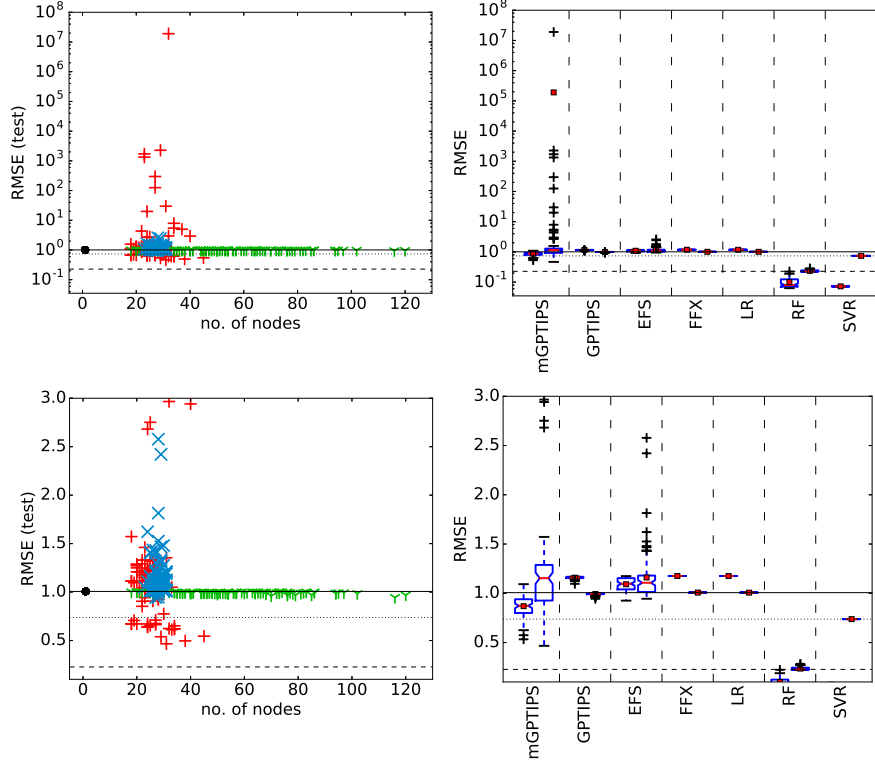 10^8
10^7
10^6
10^5
10^4
10^3
10^2
10^1
10^0
10^-1
RMSE (test)
0 20 40 60 80 100 120
no. of nodes
10^8
10^7
10^6
10^5
10^4
10^3
10^2
10^1
10^0
10^-1
RMSE
mGPTIPS
GPTIPS
EFS
FFX
LR
RF
SVR
3.0
2.5
2.0
1.5
1.0
0.5
RMSE (test)
0 20 40 60 80 100 120
no. of nodes
3.0
2.5
2.0
1.5
1.0
0.5
RMSE
mGPTIPS
GPTIPS
EFS
FFX
LR
RF
SVR